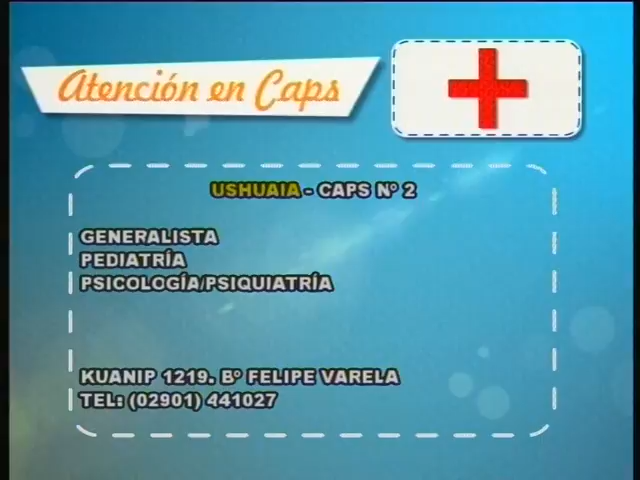 Atención en Caps
USHUAIA - CAPS N° 2
GENERALISTA
PEDIATRÍA
PSICOLOGÍA/PSIQUIATRÍA
KUANIP 1219. B° FELIPE VARELA
TEL: (02901) 441027